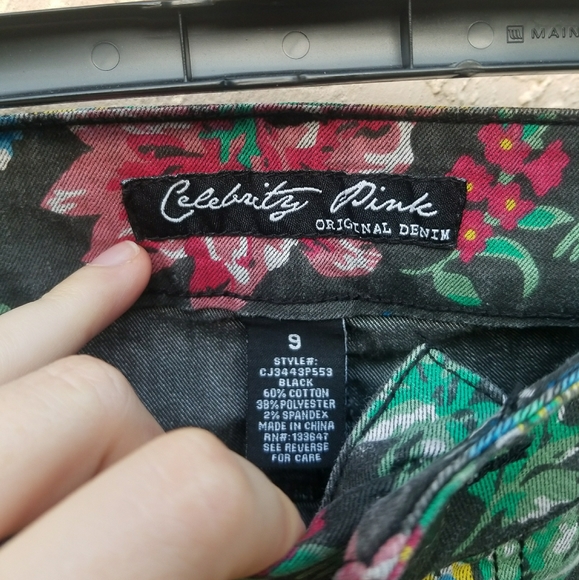 MAIN
Celebrity Pink
ORIGINAL DENIM
9
STYLE#:
CJ3443P553
BLACK
60% COTTON
38% POLYESTER
2% SPANDEX
MADE IN CHINA
RN#:133647
SEE REVERSE
FOR CARE